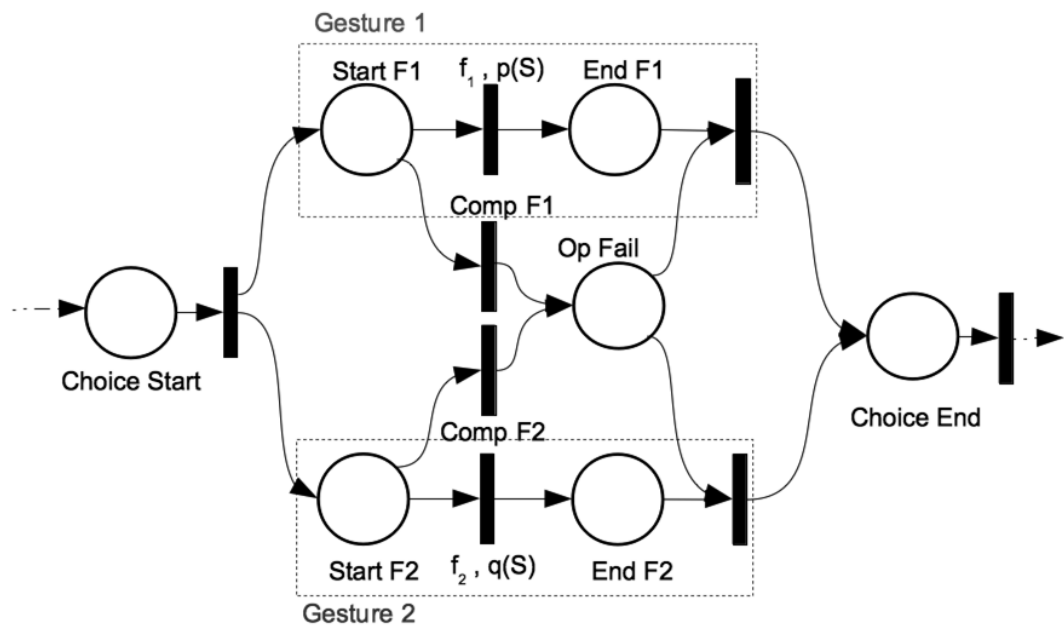 Gesture 1
Start F1
f₁ , p(S)
End F1
Comp F1
Op Fail
Choice Start
Choice End
Comp F2
Start F2
f₂ , q(S)
End F2
Gesture 2